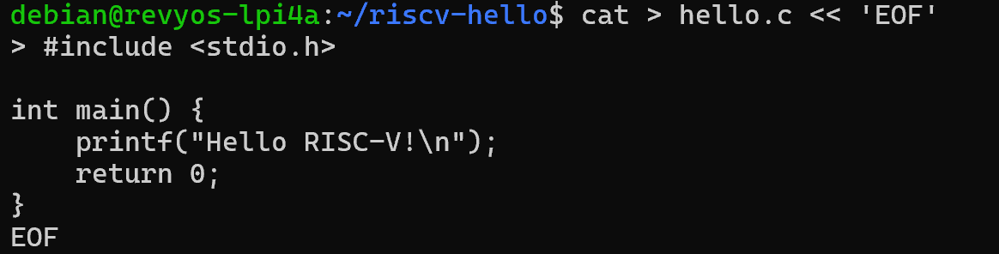 debian@revyos-lpi4a:~/riscv-hello$ cat > hello.c << 'EOF'
> #include <stdio.h>

int main() {
    printf("Hello RISC-V!\n");
    return 0;
}
EOF